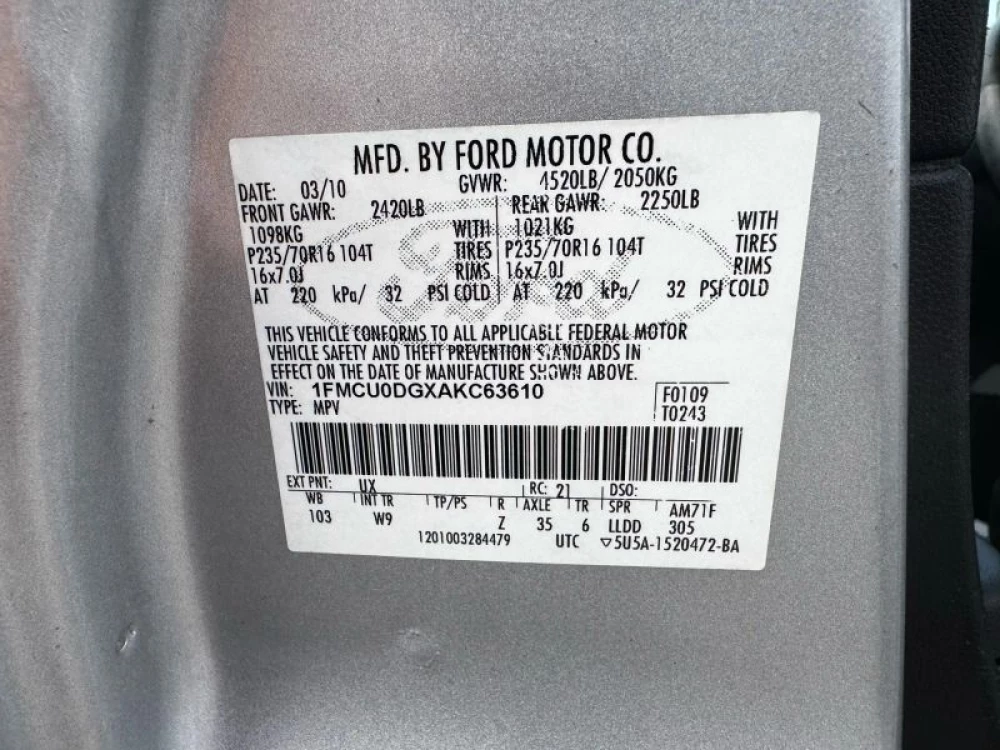 MFD. BY FORD MOTOR CO.
DATE: 03/10 GVWR: 4520LB/ 2050KG
FRONT GAWR: 2420LB REAR GAWR: 2250LB
1098KG WITH 1021KG WITH
P235/70R16 104T TIRES P235/70R16 104T TIRES
16x7.0J RIMS 16x7.0J RIMS
AT 220 kPa/ 32 PSI COLD AT 220 kPa/ 32 PSI COLD
Ford
THIS VEHICLE CONFORMS TO ALL APPLICABLE FEDERAL MOTOR
VEHICLE SAFETY AND THEFT PREVENTION STANDARDS IN
EFFECT ON THE DATE OF MANUFACTURE SHOWN ABOVE.
VIN: 1FMCU0DGXAKC63610 F0109
TYPE: MPV T0243
EXT PNT: UX RC: 21 DSO:
WB INT TR TP/PS R AXLE TR SPR AM71F
103 W9 Z 35 6 LLDD 305
1201003284479 UTC ▽5U5A-1520472-BA